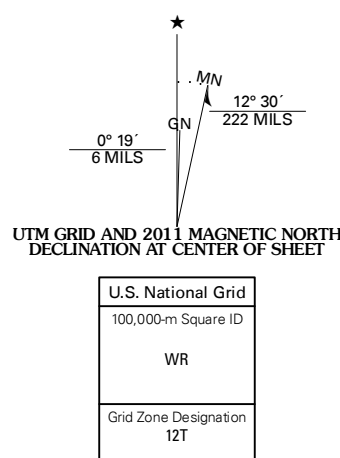 MN
12° 30´
222 MILS
GN
0° 19´
6 MILS
UTM GRID AND 2011 MAGNETIC NORTH
DECLINATION AT CENTER OF SHEET
U.S. National Grid
100,000-m Square ID
WR
Grid Zone Designation
12T